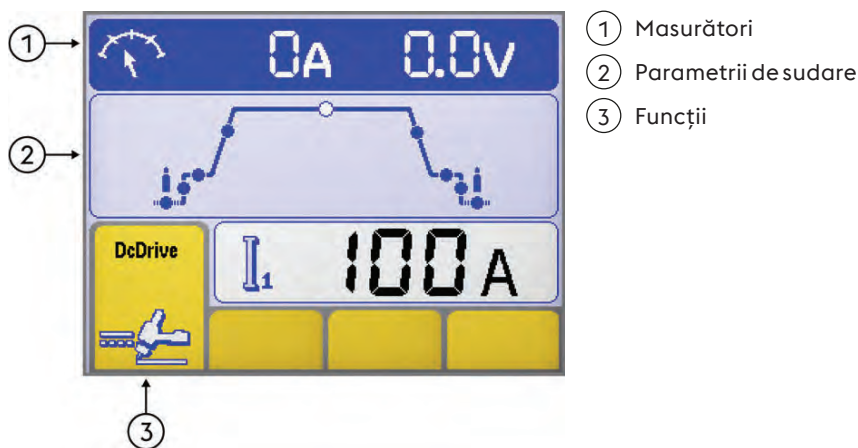 1
0A 0.0V
2
DcDrive
I1 100A
3
1 Masurători
2 Parametrii de sudare
3 Funcții